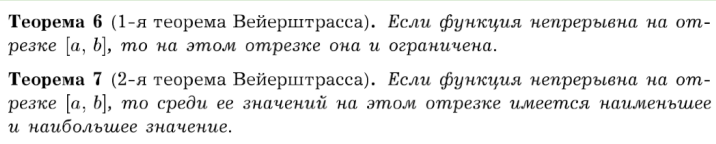 Теорема 6 (1-я теорема Вейерштрасса). Если функция непрерывна на от-
резке [a, b], то на этом отрезке она и ограничена.
Теорема 7 (2-я теорема Вейерштрасса). Если функция непрерывна на от-
резке [a, b], то среди ее значений на этом отрезке имеется наименьшее
и наибольшее значение.